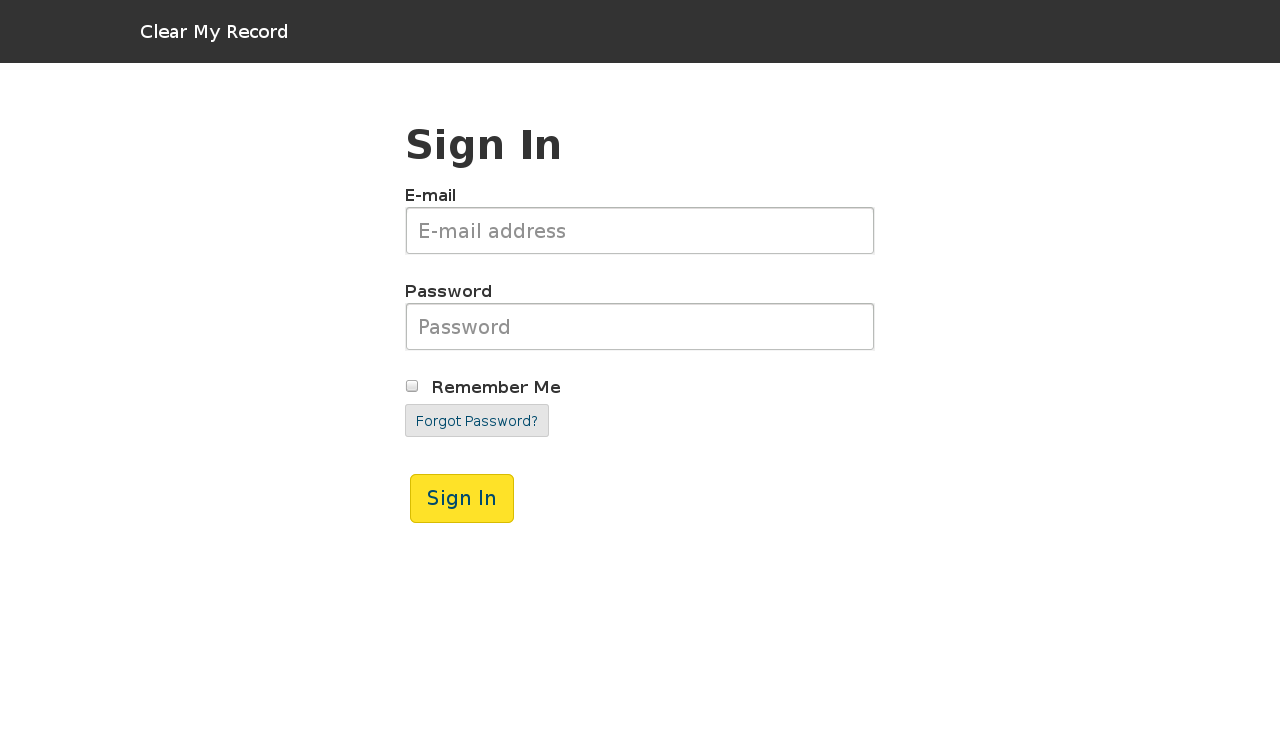 Clear My Record
Sign In
E-mail
E-mail address
Password
Password
Remember Me
Forgot Password?
Sign In